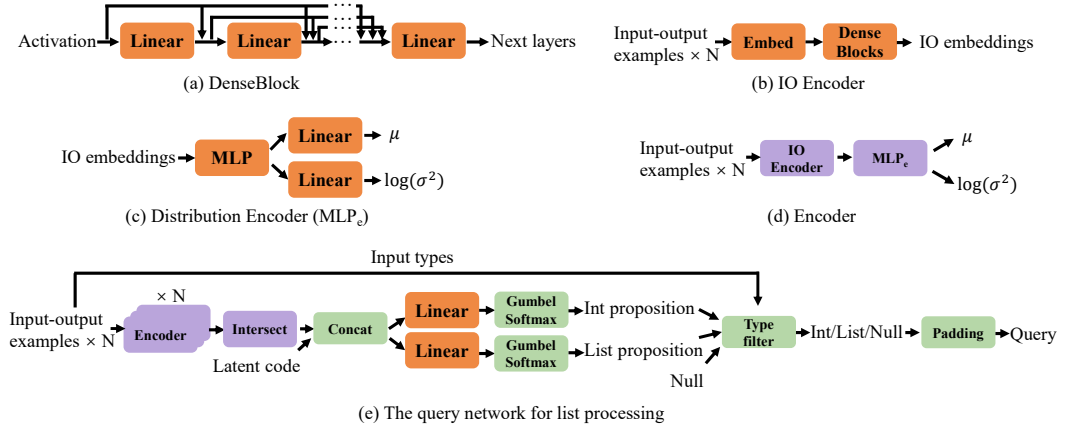 Activation
Linear
Linear
· · · ·
· · · ·
Linear
Next layers
(a) DenseBlock
Input-output
examples × N
Embed
Dense
Blocks
IO embeddings
(b) IO Encoder
IO embeddings
MLP
Linear
μ
Linear
log(σ²)
(c) Distribution Encoder (MLPₑ)
Input-output
examples × N
IO
Encoder
MLPₑ
μ
log(σ²)
(d) Encoder
Input types
Input-output
examples × N
× N
Encoder
Intersect
Latent code
Concat
Linear
Gumbel
Softmax
Int proposition
Linear
Gumbel
Softmax
List proposition
Null
Type
filter
Int/List/Null
Padding
Query
(e) The query network for list processing